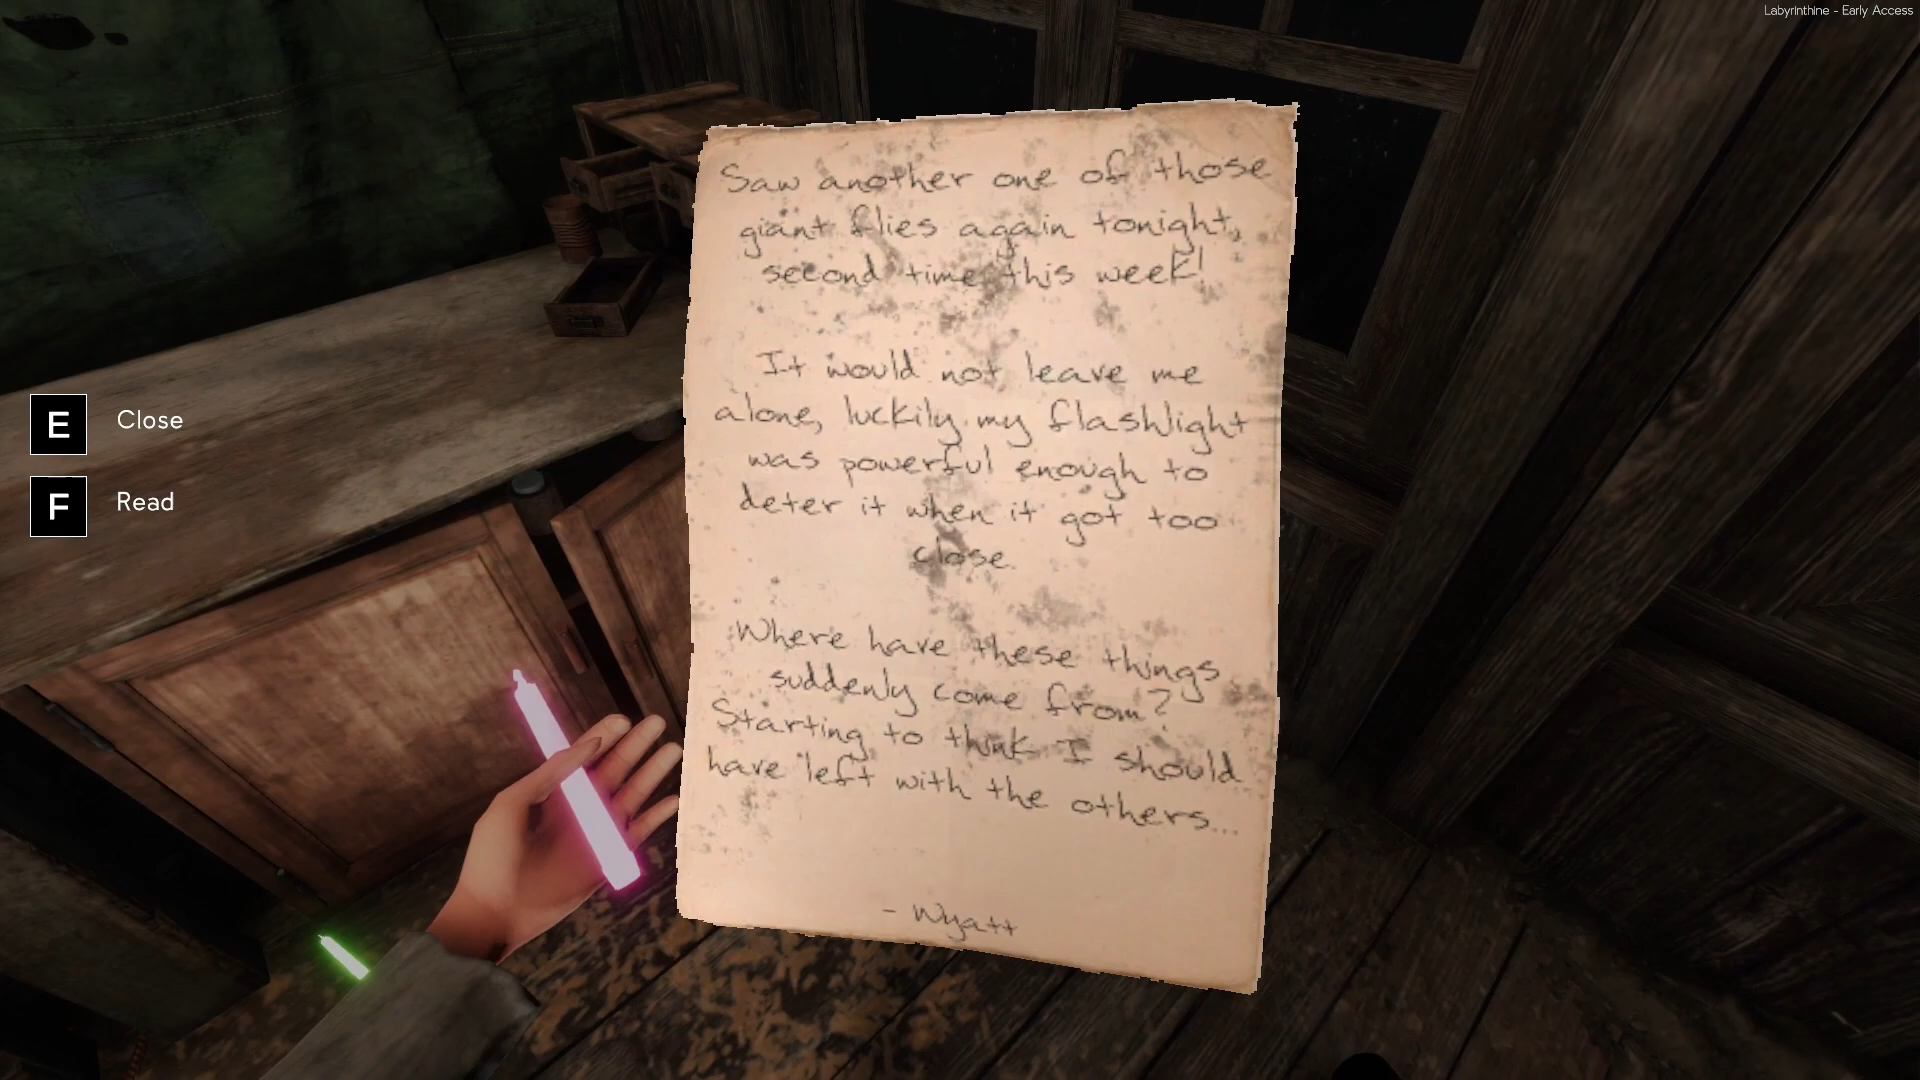 Labyrinthine - Early Access
Saw another one of those
giant flies again tonight,
second time this week!
It would not leave me
alone, luckily my flashlight
was powerful enough to
deter it when it got too
close.
Where have these things
suddenly come from?
Starting to think I should
have left with the others...
- Wyatt
E Close
F Read